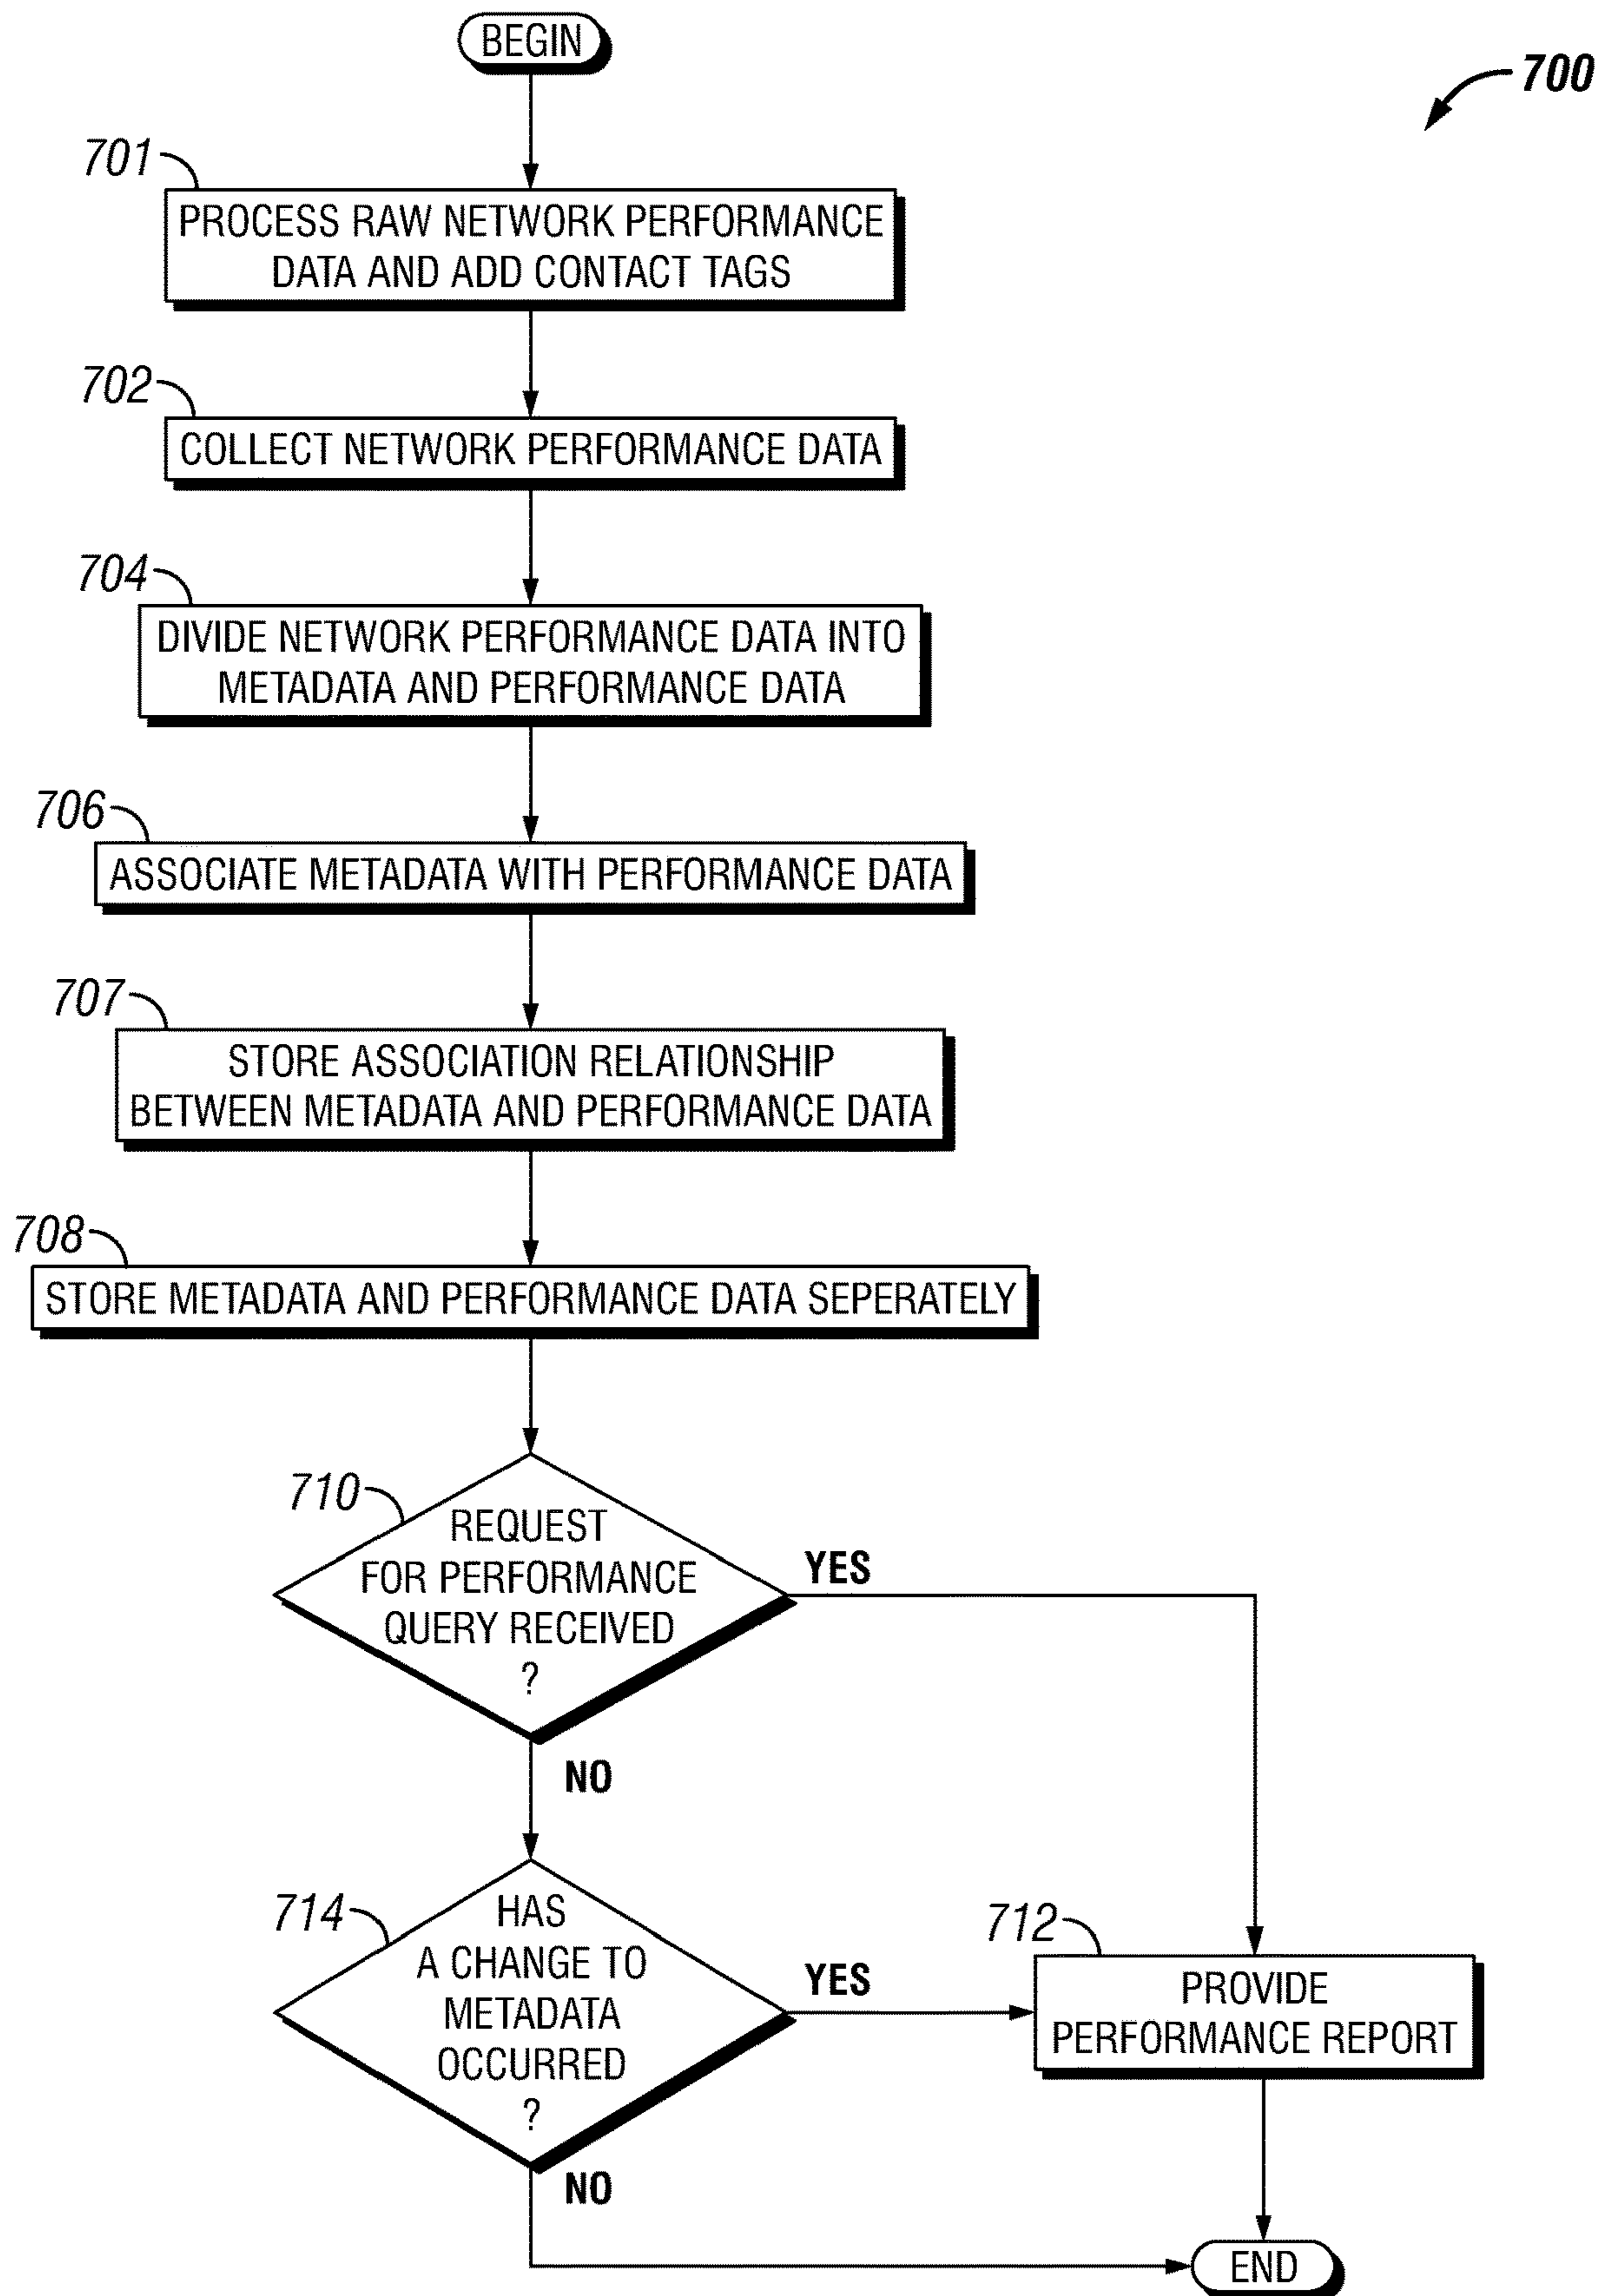 BEGIN
700
701
PROCESS RAW NETWORK PERFORMANCE
DATA AND ADD CONTACT TAGS
702
COLLECT NETWORK PERFORMANCE DATA
704
DIVIDE NETWORK PERFORMANCE DATA INTO
METADATA AND PERFORMANCE DATA
706
ASSOCIATE METADATA WITH PERFORMANCE DATA
707
STORE ASSOCIATION RELATIONSHIP
BETWEEN METADATA AND PERFORMANCE DATA
708
STORE METADATA AND PERFORMANCE DATA SEPERATELY
710
REQUEST
FOR PERFORMANCE
QUERY RECEIVED
?
YES
NO
714
HAS
A CHANGE TO
METADATA
OCCURRED
?
YES
NO
712
PROVIDE
PERFORMANCE REPORT
END